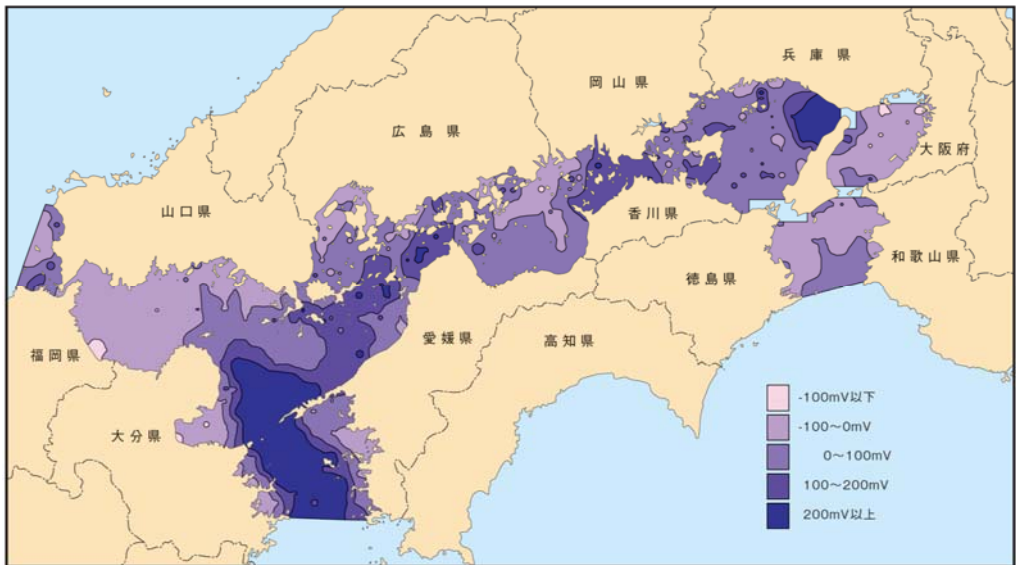 兵庫県
岡山県
広島県
大阪府
山口県
香川県
和歌山県
徳島県
愛媛県
高知県
福岡県
大分県
-100mV以下
-100～0mV
0～100mV
100～200mV
200mV以上